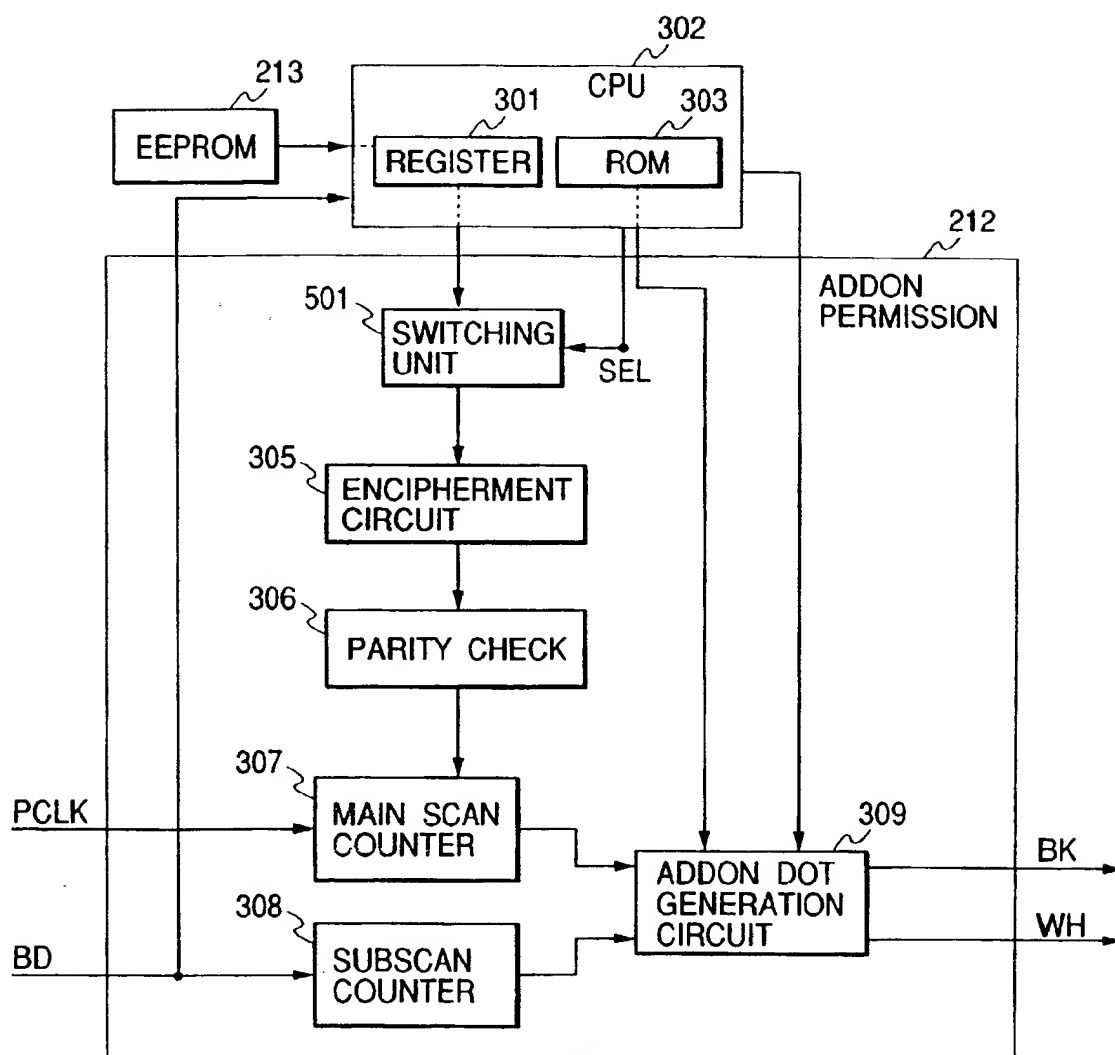 302
CPU
213
301
303
EEPROM
REGISTER
ROM
212
ADDON
PERMISSION
501
SWITCHING
UNIT
SEL
305
ENCIPHERMENT
CIRCUIT
306
PARITY CHECK
307
PCLK
MAIN SCAN
COUNTER
309
BK
ADDON DOT
GENERATION
CIRCUIT
WH
308
BD
SUBSCAN
COUNTER